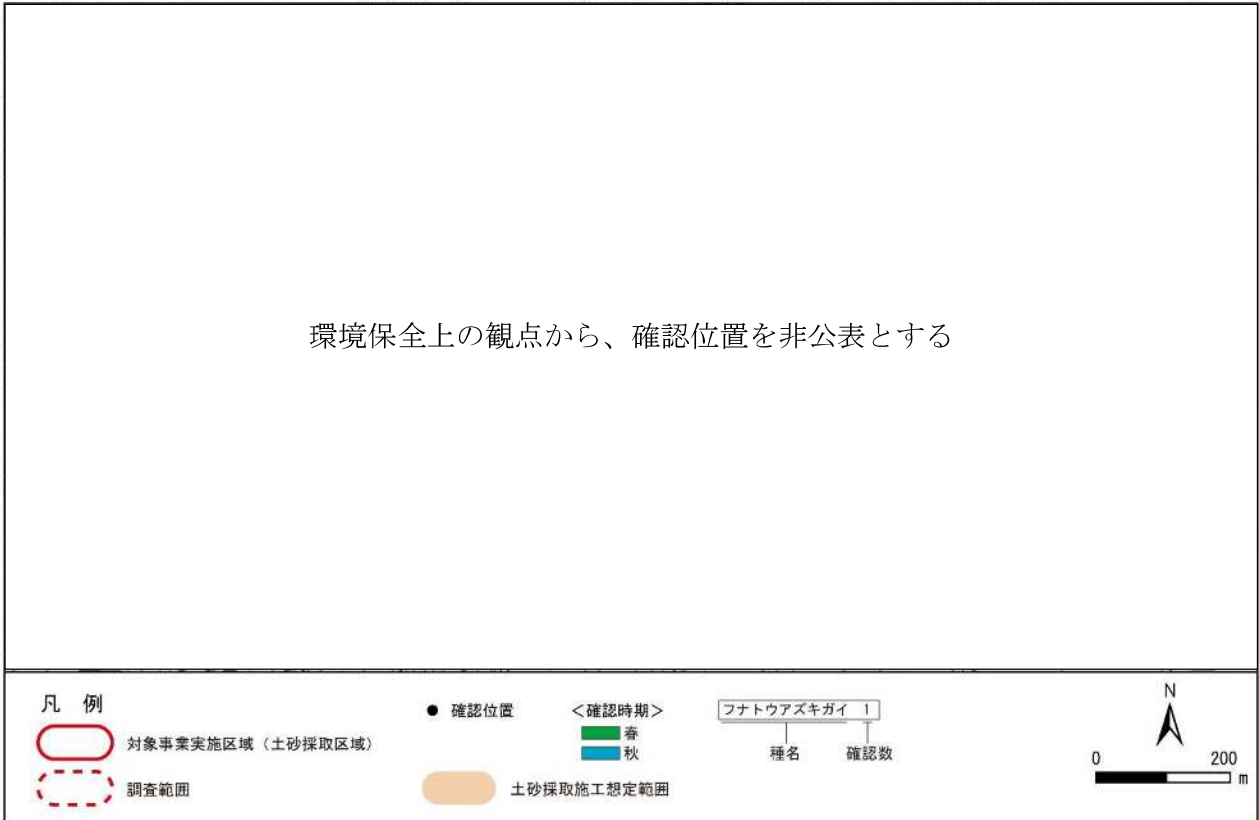 環境保全上の観点から、確認位置を非公表とする
凡 例
対象事業実施区域（土砂採取区域）
調査範囲
● 確認位置
＜確認時期＞
春
秋
土砂採取施工想定範囲
フナトウアズキガイ 1
種名 確認数
N
0 200
m